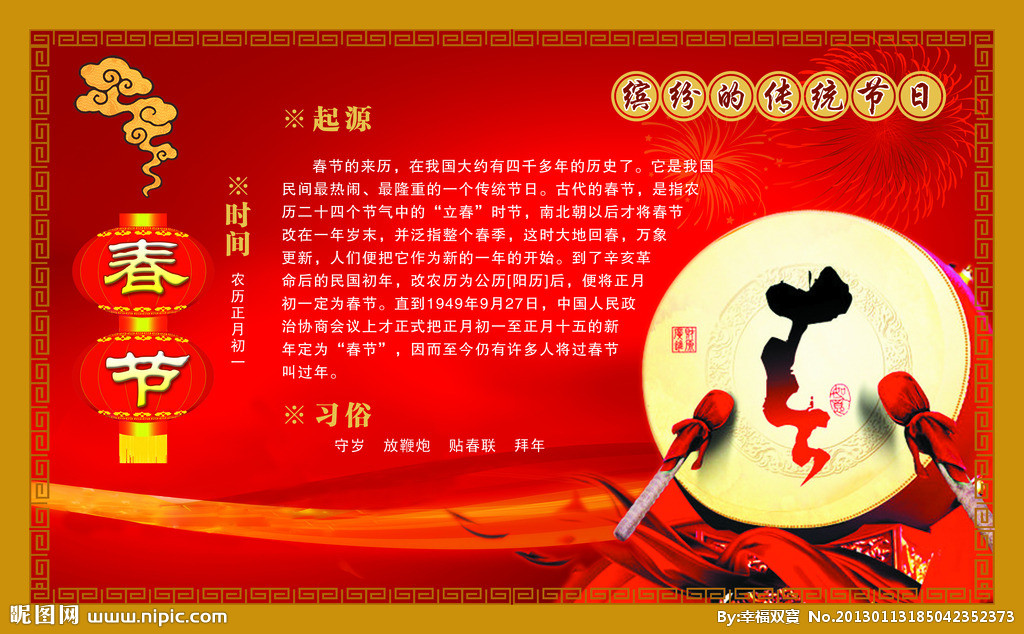 缤纷的传统节日
春节
※时间
农历正月初一
※起源
春节的来历，在我国大约有四千多年的历史了。它是我国
民间最热闹、最隆重的一个传统节日。古代的春节，是指农
历二十四个节气中的“立春”时节，南北朝以后才将春节
改在一年岁末，并泛指整个春季，这时大地回春，万象
更新，人们便把它作为新的一年的开始。到了辛亥革
命后的民国初年，改农历为公历[阳历]后，便将正月
初一定为春节。直到1949年9月27日，中国人民政
治协商会议上才正式把正月初一至正月十五的新
年定为“春节”，因而至今仍有许多人将过春节
叫过年。
※习俗
守岁 放鞭炮 贴春联 拜年
昵图网 www.nipic.com
By:幸福双寶 No.20130113185042352373